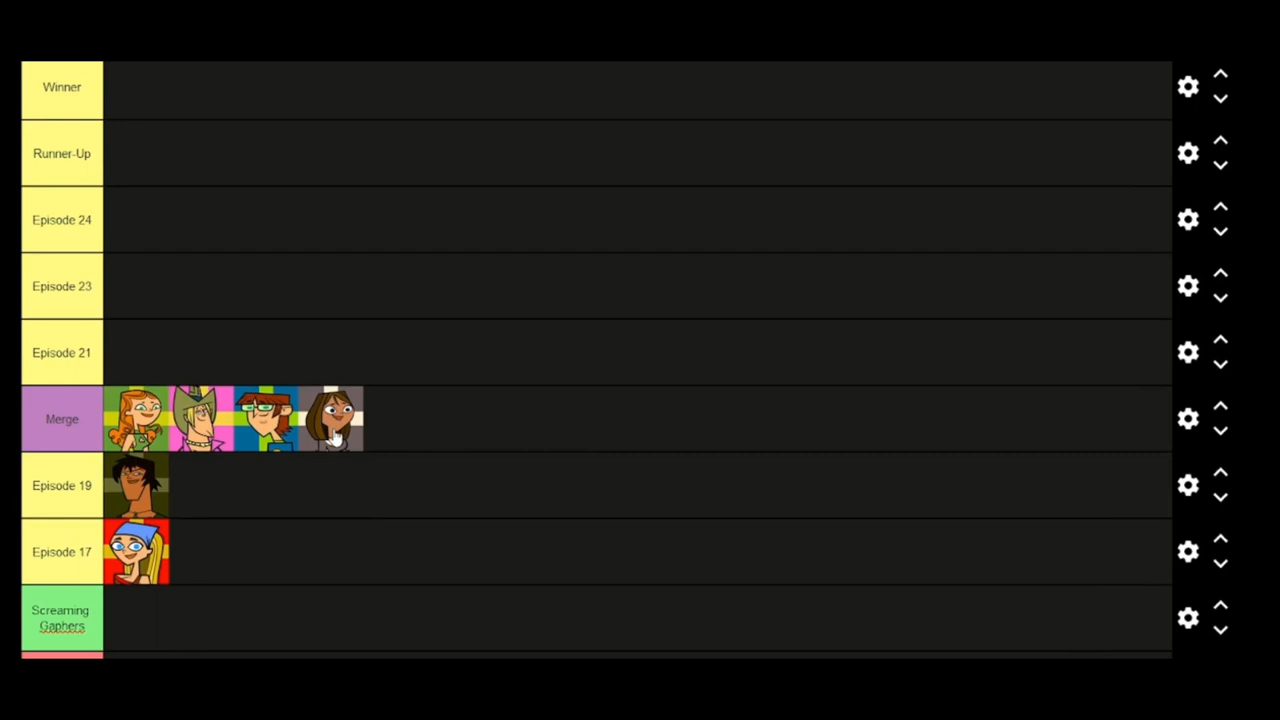 Winner
Runner-Up
Episode 24
Episode 23
Episode 21
Merge
Episode 19
Episode 17
Screaming
Gaphers